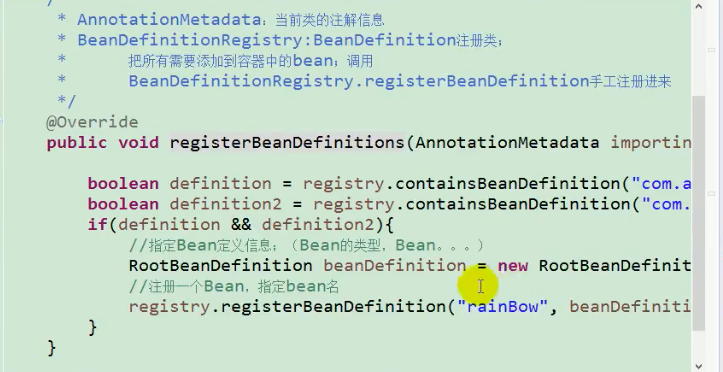 /
* AnnotationMetadata：当前类的注解信息
* BeanDefinitionRegistry:BeanDefinition注册类；
* 把所有需要添加到容器中的bean；调用
* BeanDefinitionRegistry.registerBeanDefinition手工注册进来
*/
@Override
public void registerBeanDefinitions(AnnotationMetadata importin
boolean definition = registry.containsBeanDefinition("com.a
boolean definition2 = registry.containsBeanDefinition("com.
if(definition && definition2){
//指定Bean定义信息；（Bean的类型，Bean。。。）
RootBeanDefinition beanDefinition = new RootBeanDefinit
//注册一个Bean，指定bean名
registry.registerBeanDefinition("rainBow", beanDefiniti
}
}